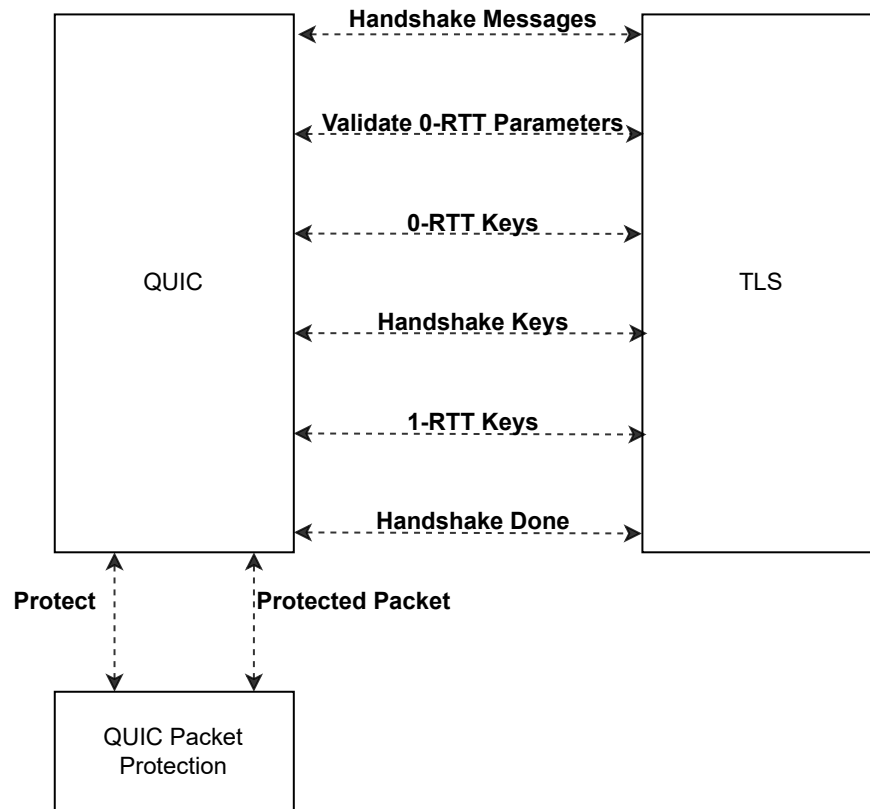 Handshake Messages
Validate 0-RTT Parameters
0-RTT Keys
QUIC
TLS
Handshake Keys
1-RTT Keys
Handshake Done
Protect
Protected Packet
QUIC Packet
Protection